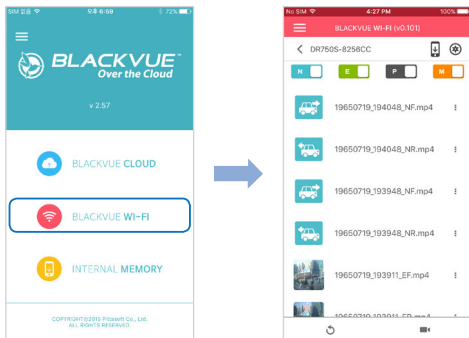 SIM 없음
오후 6:59
72%
BLACKVUE
Over the Cloud
v 2.57
BLACKVUE CLOUD
BLACKVUE WI-FI
INTERNAL MEMORY
COPYRIGHT©2015 Pittasoft Co., Ltd.
ALL RIGHTS RESERVED.
No SIM
4:27 PM
100%
BLACKVUE WI-FI (v0.101)
DR750S-8256CC
N E P M
19650719_194048_NF.mp4
19650719_194048_NR.mp4
19650719_193948_NF.mp4
19650719_193948_NR.mp4
19650719_193911_EF.mp4